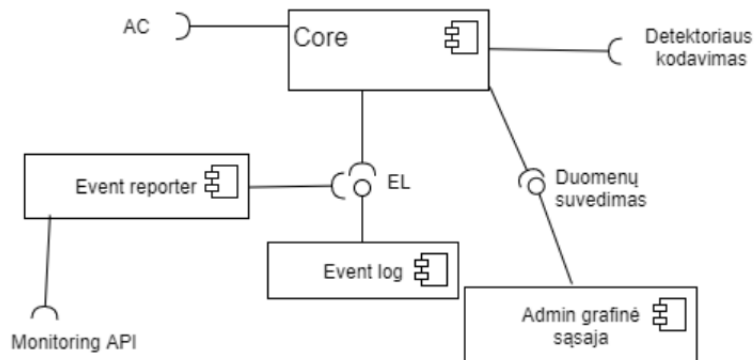 AC
Core
Detektoriaus
kodavimas
Event reporter
EL
Duomenų
suvedimas
Event log
Admin grafinė
sąsaja
Monitoring API